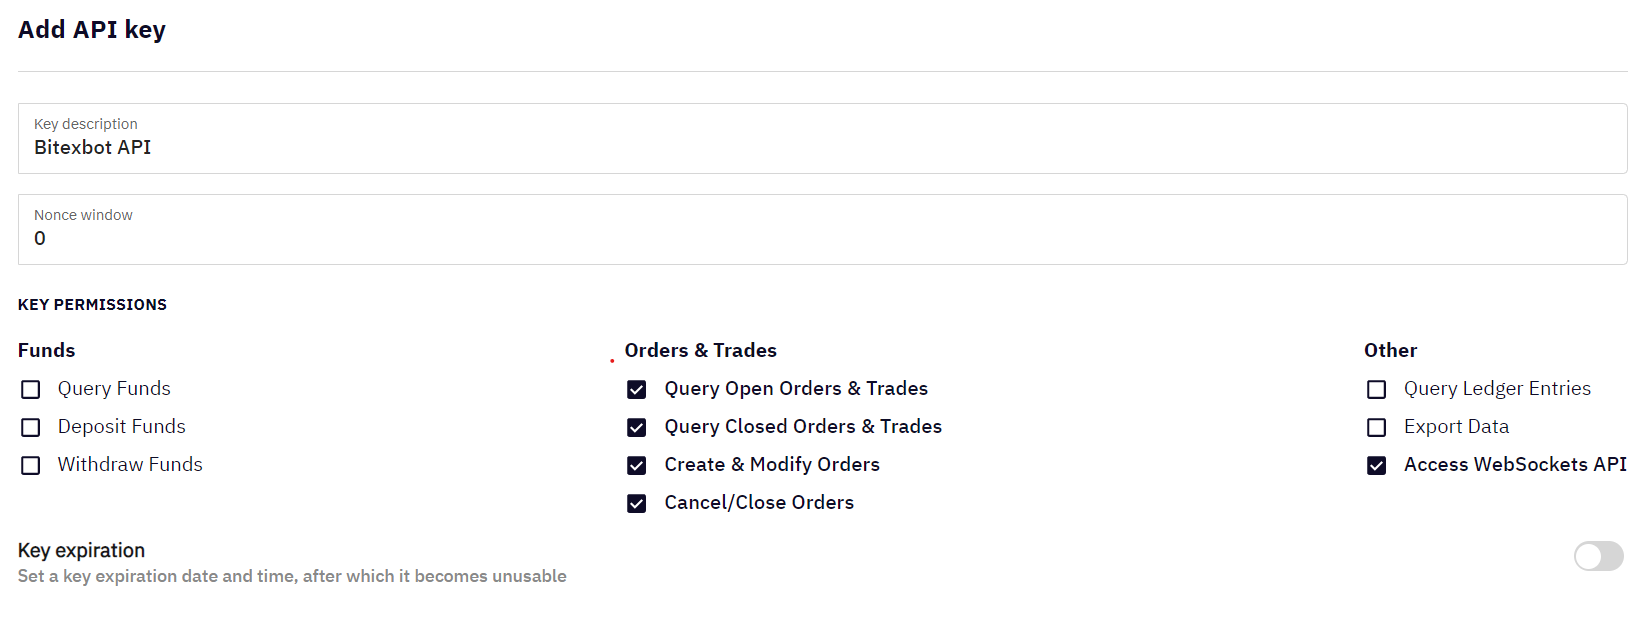 Add API key
Key description
Bitexbot API
Nonce window
0
KEY PERMISSIONS
Funds
Query Funds
Deposit Funds
Withdraw Funds
Orders & Trades
Query Open Orders & Trades
Query Closed Orders & Trades
Create & Modify Orders
Cancel/Close Orders
Other
Query Ledger Entries
Export Data
Access WebSockets API
Key expiration
Set a key expiration date and time, after which it becomes unusable